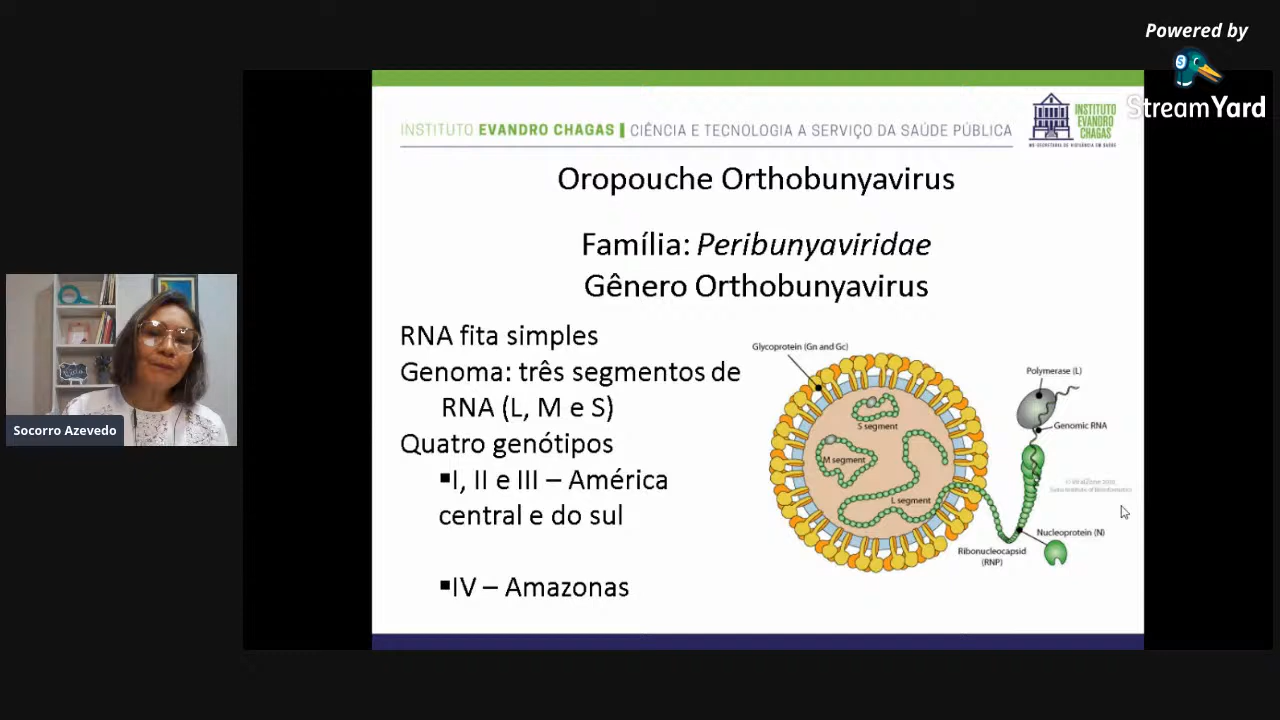 Powered by
StreamYard
INSTITUTO EVANDRO CHAGAS | CIÊNCIA E TECNOLOGIA A SERVIÇO DA SAÚDE PÚBLICA
INSTITUTO
EVANDRO
CHAGAS
Oropouche Orthobunyavirus
Família: Peribunyaviridae
Gênero Orthobunyavirus
RNA fita simples
Genoma: três segmentos de
RNA (L, M e S)
Quatro genótipos
▪I, II e III – América
central e do sul
▪IV – Amazonas
Glycoprotein (Gn and Gc)
Polymerase (L)
Genomic RNA
S segment
M segment
L segment
Nucleoprotein (N)
Ribonucleocapsid
(RNP)
Socorro Azevedo